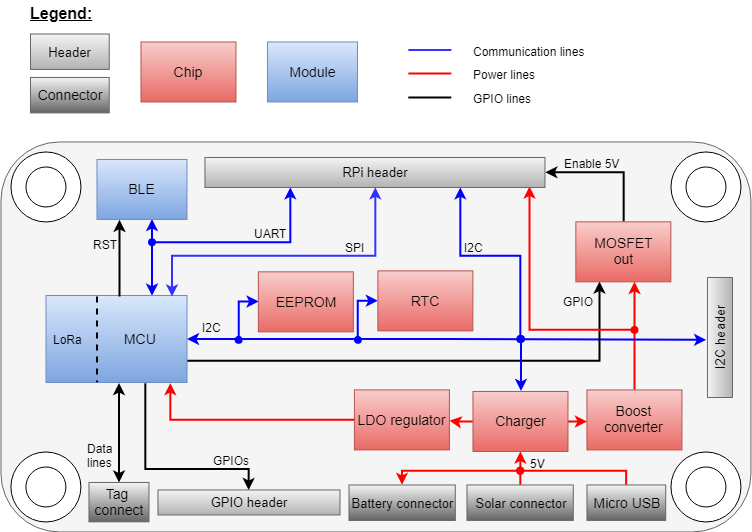 Legend:
Header
Connector
Chip
Module
Communication lines
Power lines
GPIO lines
RPi header
Enable 5V
BLE
RST
UART
SPI
I2C
MOSFET
out
EEPROM
RTC
GPIO
LoRa
MCU
I2C
I2C header
LDO regulator
Charger
Boost
converter
Data
lines
GPIOs
5V
Tag
connect
GPIO header
Battery connector
Solar connector
Micro USB